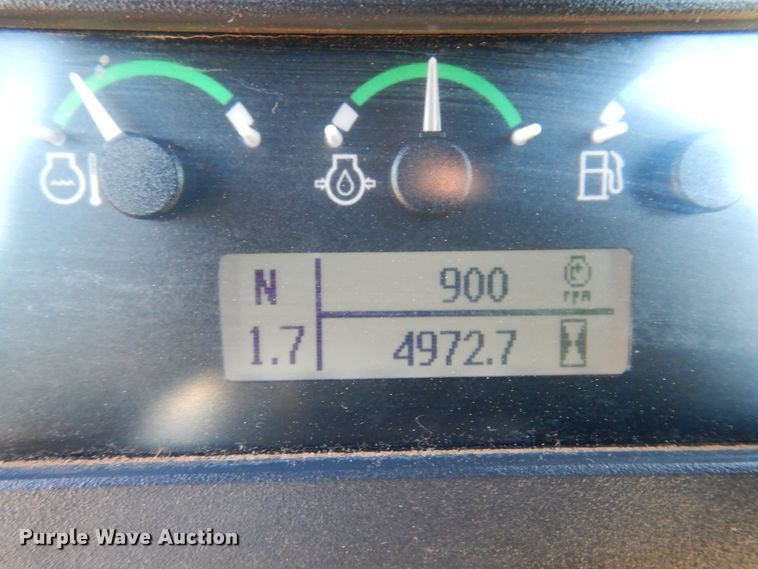 N 900
rpm
1.7 4972.7
Purple Wave Auction